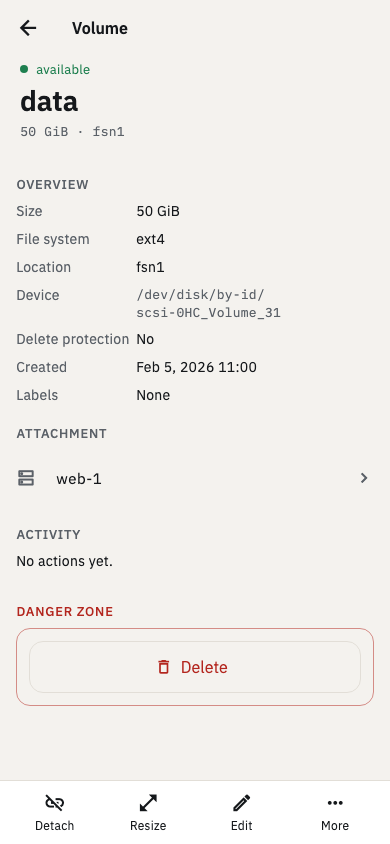 Volume
available
data
50 GiB · fsn1
OVERVIEW
Size 50 GiB
File system ext4
Location fsn1
Device /dev/disk/by-id/
scsi-0HC_Volume_31
Delete protection No
Created Feb 5, 2026 11:00
Labels None
ATTACHMENT
web-1
ACTIVITY
No actions yet.
DANGER ZONE
Delete
Detach Resize Edit More